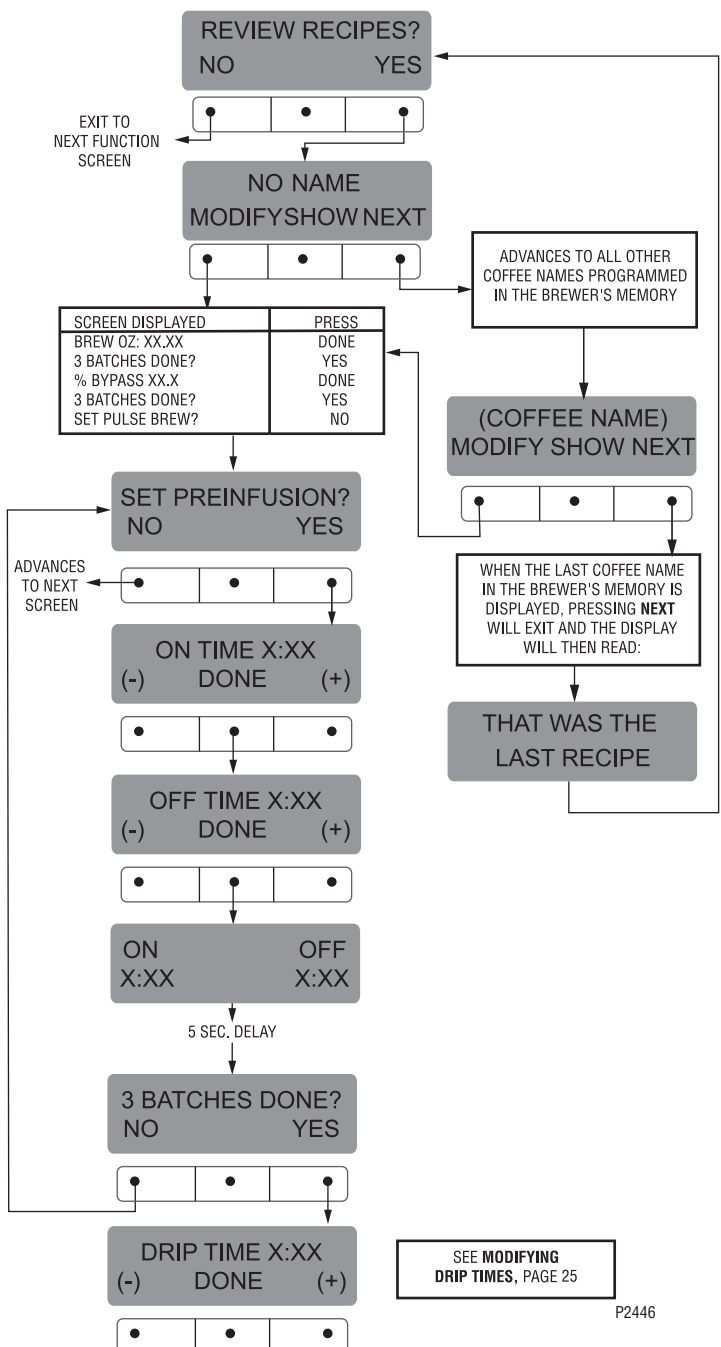 REVIEW RECIPES?
NO YES
EXIT TO
NEXT FUNCTION
SCREEN
NO NAME
MODIFYSHOW NEXT
ADVANCES TO ALL OTHER
COFFEE NAMES PROGRAMMED
IN THE BREWER'S MEMORY
SCREEN DISPLAYED PRESS
BREW OZ: XX.XX DONE
3 BATCHES DONE? YES
% BYPASS XX.X DONE
3 BATCHES DONE? YES
SET PULSE BREW? NO
(COFFEE NAME)
MODIFY SHOW NEXT
SET PREINFUSION?
NO YES
ADVANCES
TO NEXT
SCREEN
WHEN THE LAST COFFEE NAME
IN THE BREWER'S MEMORY IS
DISPLAYED, PRESSING NEXT
WILL EXIT AND THE DISPLAY
WILL THEN READ:
ON TIME X:XX
(-) DONE (+)
THAT WAS THE
LAST RECIPE
OFF TIME X:XX
(-) DONE (+)
ON OFF
X:XX X:XX
5 SEC. DELAY
3 BATCHES DONE?
NO YES
DRIP TIME X:XX
(-) DONE (+)
SEE MODIFYING
DRIP TIMES, PAGE 25
P2446